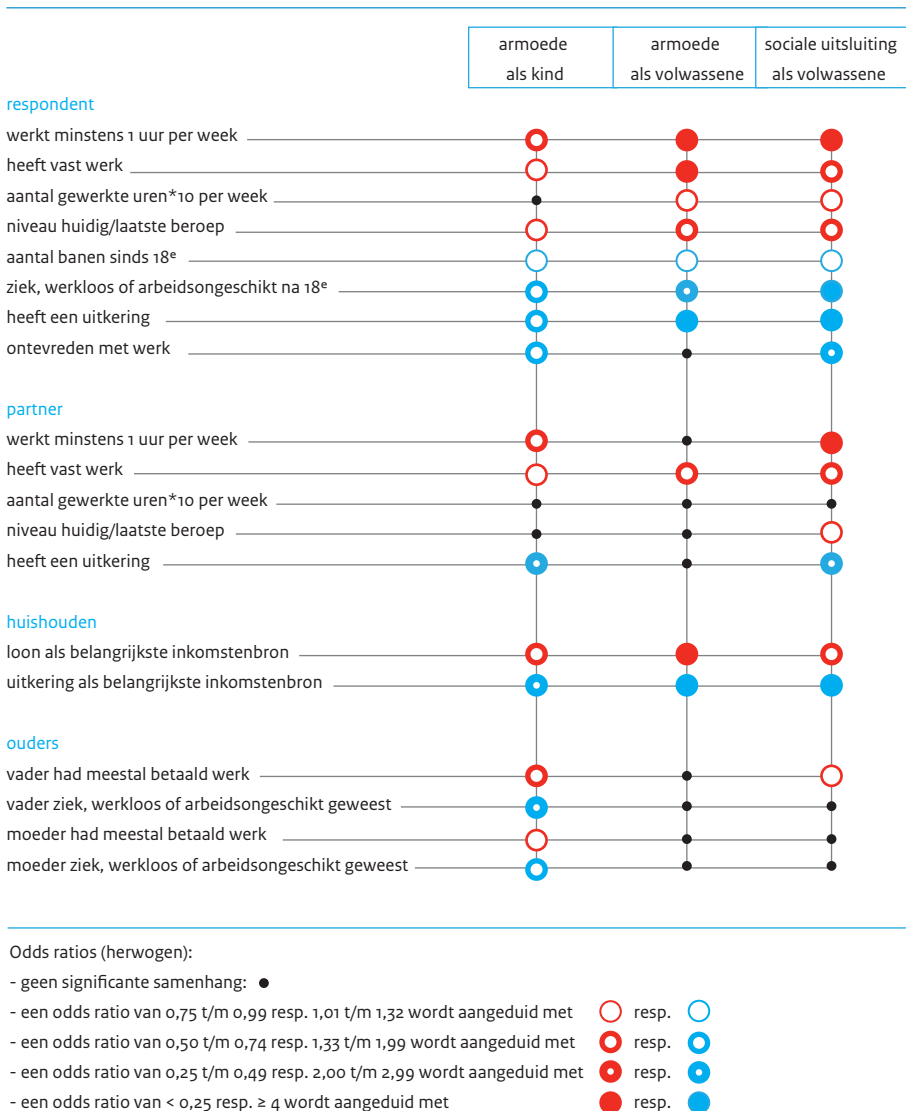 armoede armoede sociale uitsluiting
als kind als volwassene als volwassene
respondent
werkt minstens 1 uur per week
heeft vast werk
aantal gewerkte uren*10 per week
niveau huidig/laatste beroep
aantal banen sinds 18e
ziek, werkloos of arbeidsongeschikt na 18e
heeft een uitkering
ontevreden met werk
partner
werkt minstens 1 uur per week
heeft vast werk
aantal gewerkte uren*10 per week
niveau huidig/laatste beroep
heeft een uitkering
huishouden
loon als belangrijkste inkomstenbron
uitkering als belangrijkste inkomstenbron
ouders
vader had meestal betaald werk
vader ziek, werkloos of arbeidsongeschikt geweest
moeder had meestal betaald werk
moeder ziek, werkloos of arbeidsongeschikt geweest
Odds ratios (herwogen):
- geen significante samenhang:
- een odds ratio van 0,75 t/m 0,99 resp. 1,01 t/m 1,32 wordt aangeduid met resp.
- een odds ratio van 0,50 t/m 0,74 resp. 1,33 t/m 1,99 wordt aangeduid met resp.
- een odds ratio van 0,25 t/m 0,49 resp. 2,00 t/m 2,99 wordt aangeduid met resp.
- een odds ratio van < 0,25 resp. ≥ 4 wordt aangeduid met resp.